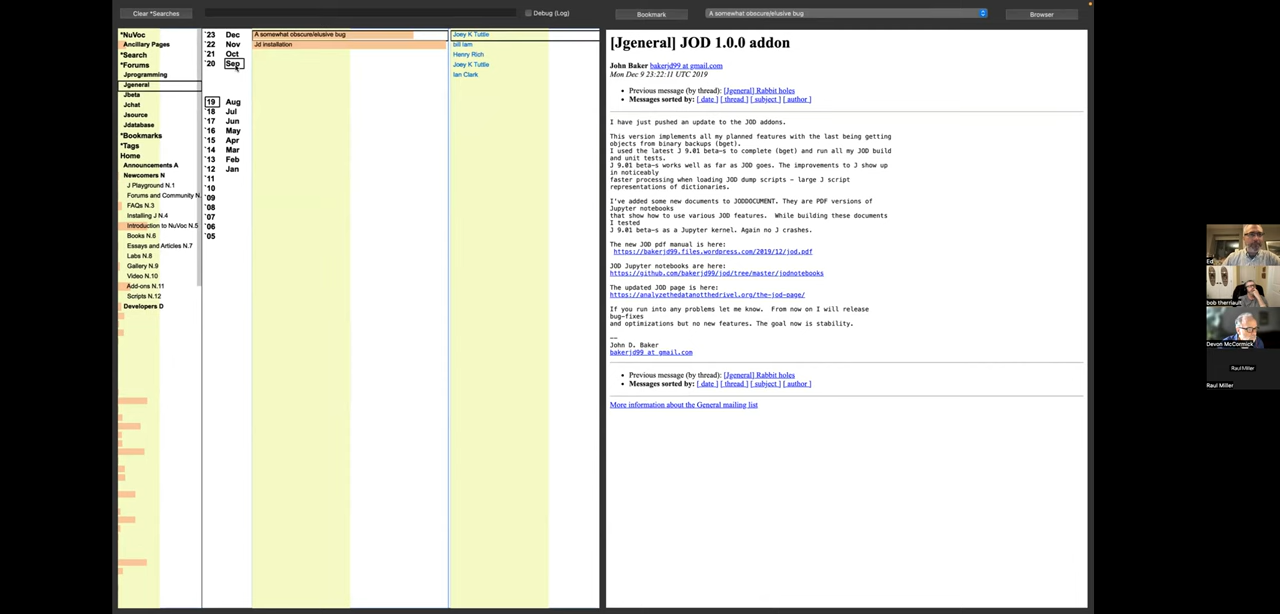 Clear *Searches
Debug (Log)
Bookmark
A somewhat obscure/elusive bug
Browser
*NuVoc
Ancillary Pages
*Search
*Forums
Jprogramming
Jgeneral
Jbeta
Jchat
Jsource
Jdatabase
*Bookmarks
*Tags
Home
Announcements A
Newcomers N
J Playground N.1
Forums and Community N.
FAQs N.3
Installing J N.4
Introduction to NuVoc N.5
Books N.6
Essays and Articles N.7
Labs N.8
Gallery N.9
Video N.10
Add-ons N.11
Scripts N.12
Developers D
'23
'22
'21
'20
19
'18
'17
'16
'15
'14
'13
'12
'11
'10
'09
'08
'07
'06
'05
Dec
Nov
Oct
Sep
Aug
Jul
Jun
May
Apr
Mar
Feb
Jan
A somewhat obscure/elusive bug
Jd installation
Joey K Tuttle
bill lam
Henry Rich
Joey K Tuttle
Ian Clark
[Jgeneral] JOD 1.0.0 addon
John Baker bakerjd99 at gmail.com
Mon Dec 9 23:22:11 UTC 2019
Previous message (by thread): [Jgeneral] Rabbit holes
Messages sorted by: [ date ] [ thread ] [ subject ] [ author ]
I have just pushed an update to the JOD addons.
This version implements all my planned features with the last being getting
objects from binary backups (bget).
I used the latest J 9.01 beta-s to complete (bget) and run all my JOD build
and unit tests.
J 9.01 beta-s works well as far as JOD goes. The improvements to J show up
in noticeably
faster processing when loading JOD dump scripts - large J script
representations of dictionaries.
I've added some new documents to JODDOCUMENT. They are PDF versions of
Jupyter notebooks
that show how to use various JOD features. While building these documents
I tested
J 9.01 beta-s as a Jupyter kernel. Again no J crashes.
The new JOD pdf manual is here:
https://bakerjd99.files.wordpress.com/2019/12/jod.pdf
JOD Jupyter notebooks are here:
https://github.com/bakerjd99/jod/tree/master/jodnotebooks
The updated JOD page is here:
https://analyzethedatanotthedrivel.org/the-jod-page/
If you run into any problems let me know. From now on I will release
bug-fixes
and optimizations but no new features. The goal now is stability.
--
John D. Baker
bakerjd99 at gmail.com
Previous message (by thread): [Jgeneral] Rabbit holes
Messages sorted by: [ date ] [ thread ] [ subject ] [ author ]
More information about the General mailing list
Ed
bob therriault
Devon McCormick
Raul Miller
Raul Miller